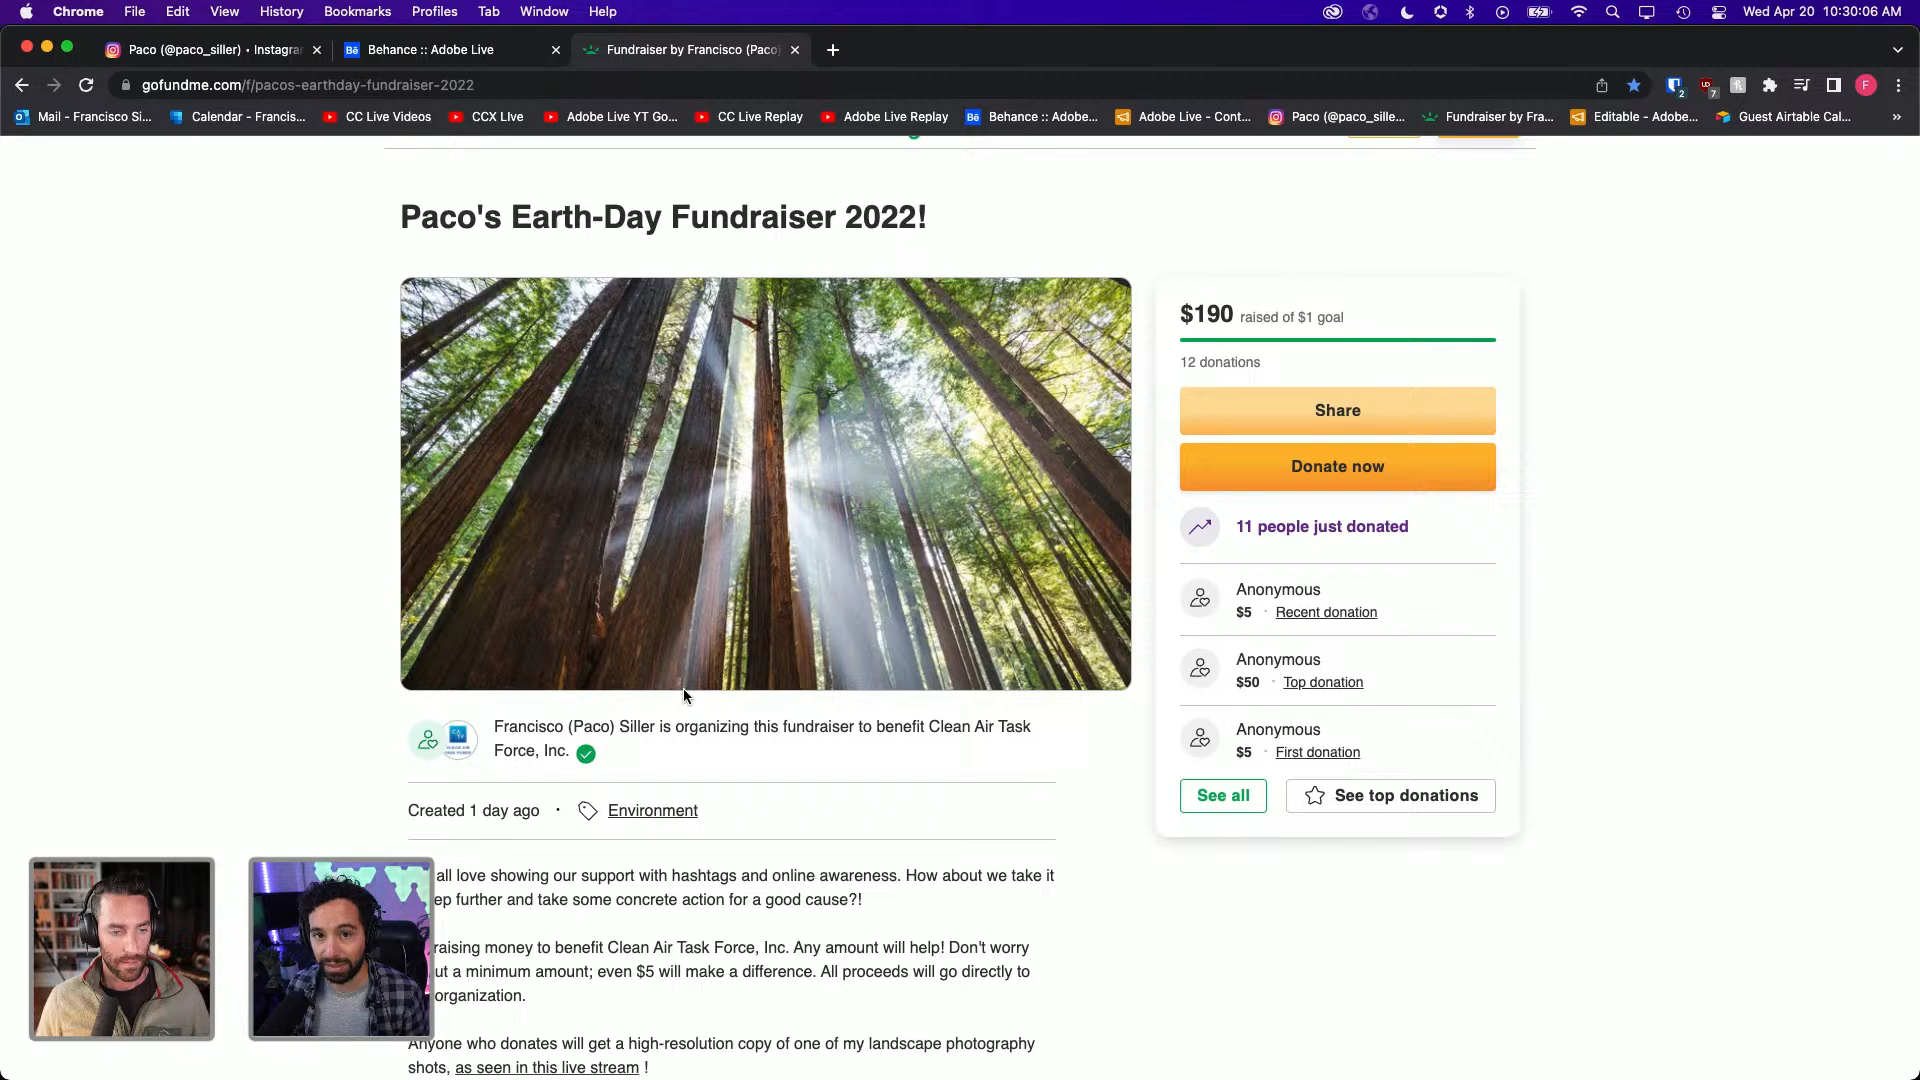 Chrome File Edit View History Bookmarks Profiles Tab Window Help Wed Apr 20 10:30:06 AM
Paco (@paco_siller) • Instagra Behance :: Adobe Live Fundraiser by Francisco (Paco)
gofundme.com/f/pacos-earthday-fundraiser-2022
Mail - Francisco Si... Calendar - Francis... CC Live Videos CCX LIve Adobe Live YT Go... CC Live Replay Adobe Live Replay Behance :: Adobe... Adobe Live - Cont... Paco (@paco_sille... Fundraiser by Fra... Editable - Adobe... Guest Airtable Cal... »
Paco's Earth-Day Fundraiser 2022!
$190 raised of $1 goal
12 donations
Share
Donate now
11 people just donated
Anonymous
$5 · Recent donation
Anonymous
$50 · Top donation
Anonymous
$5 · First donation
See all See top donations
Francisco (Paco) Siller is organizing this fundraiser to benefit Clean Air Task
Force, Inc.
Created 1 day ago · Environment
all love showing our support with hashtags and online awareness. How about we take it
ep further and take some concrete action for a good cause?!
raising money to benefit Clean Air Task Force, Inc. Any amount will help! Don't worry
ut a minimum amount; even $5 will make a difference. All proceeds will go directly to
organization.
Anyone who donates will get a high-resolution copy of one of my landscape photography
shots, as seen in this live stream !